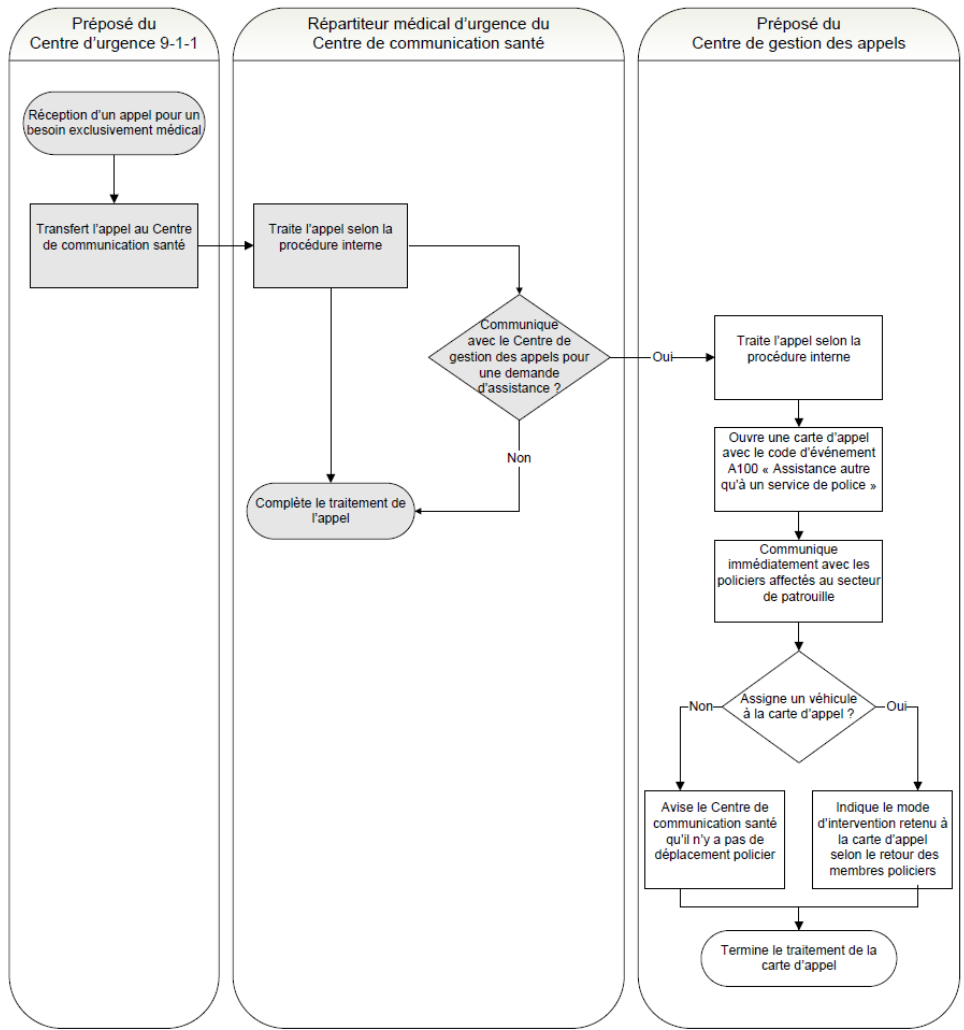 Préposé du
Centre d'urgence 9-1-1
Répartiteur médical d'urgence du
Centre de communication santé
Préposé du
Centre de gestion des appels
Réception d'un appel pour un
besoin exclusivement médical
Transfert l'appel au Centre
de communication santé
Traite l'appel selon la
procédure interne
Communique
avec le Centre de
gestion des appels pour
une demande
d'assistance ?
Oui
Non
Complète le traitement de
l'appel
Traite l'appel selon la
procédure interne
Ouvre une carte d'appel
avec le code d'événement
A100 « Assistance autre
qu'à un service de police »
Communique
immédiatement avec les
policiers affectés au secteur
de patrouille
Assigne un véhicule
à la carte d'appel ?
Non
Oui
Avise le Centre de
communication santé
qu'il n'y a pas de
déplacement policier
Indique le mode
d'intervention retenu à
la carte d'appel
selon le retour des
membres policiers
Termine le traitement de la
carte d'appel